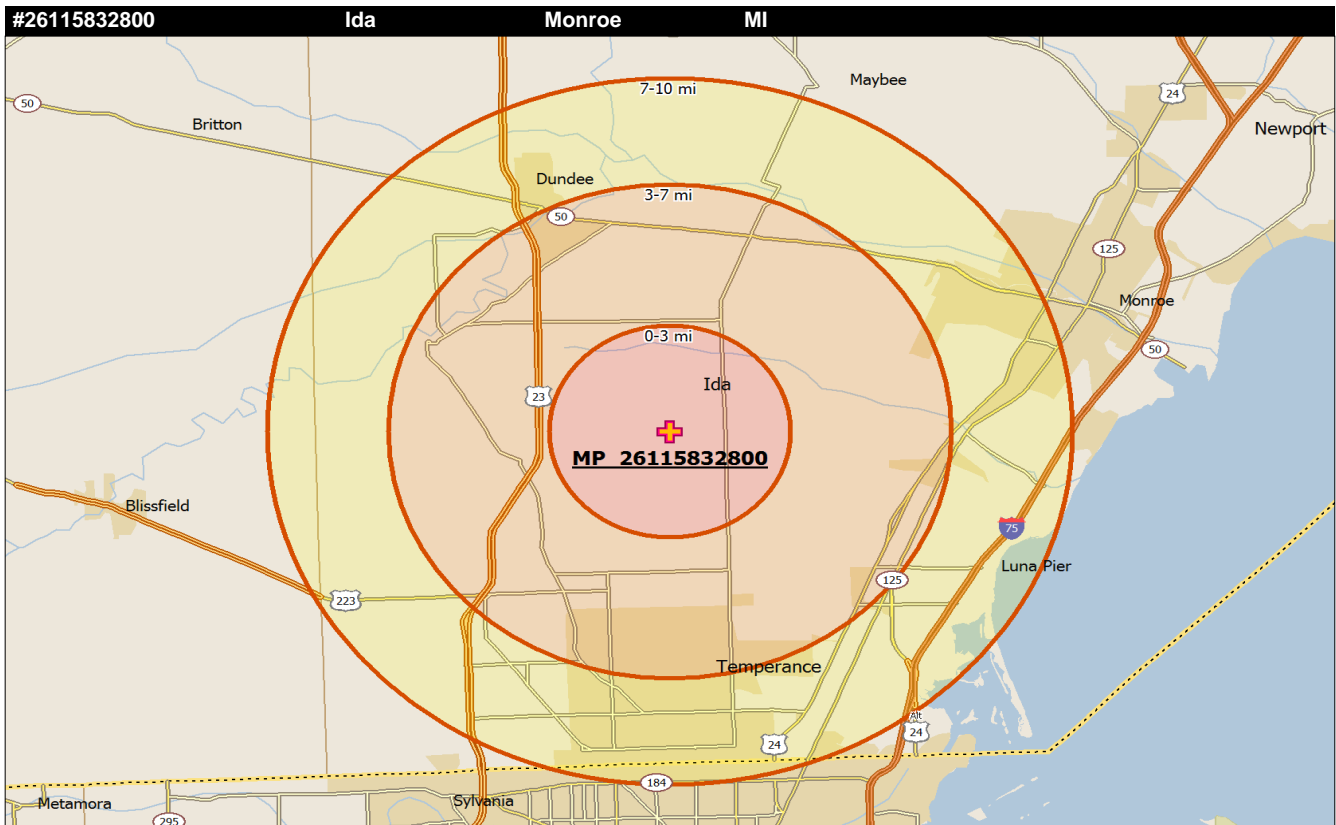 #26115832800 Ida Monroe MI
7-10 mi
Maybee
24
50
Britton
Newport
Dundee
3-7 mi
50
125
Monroe
0-3 mi
50
Ida
23
MP 26115832800
Blissfield
75
Luna Pier
125
223
Temperance
Alt
24
24
184
Metamora
Sylvania
295